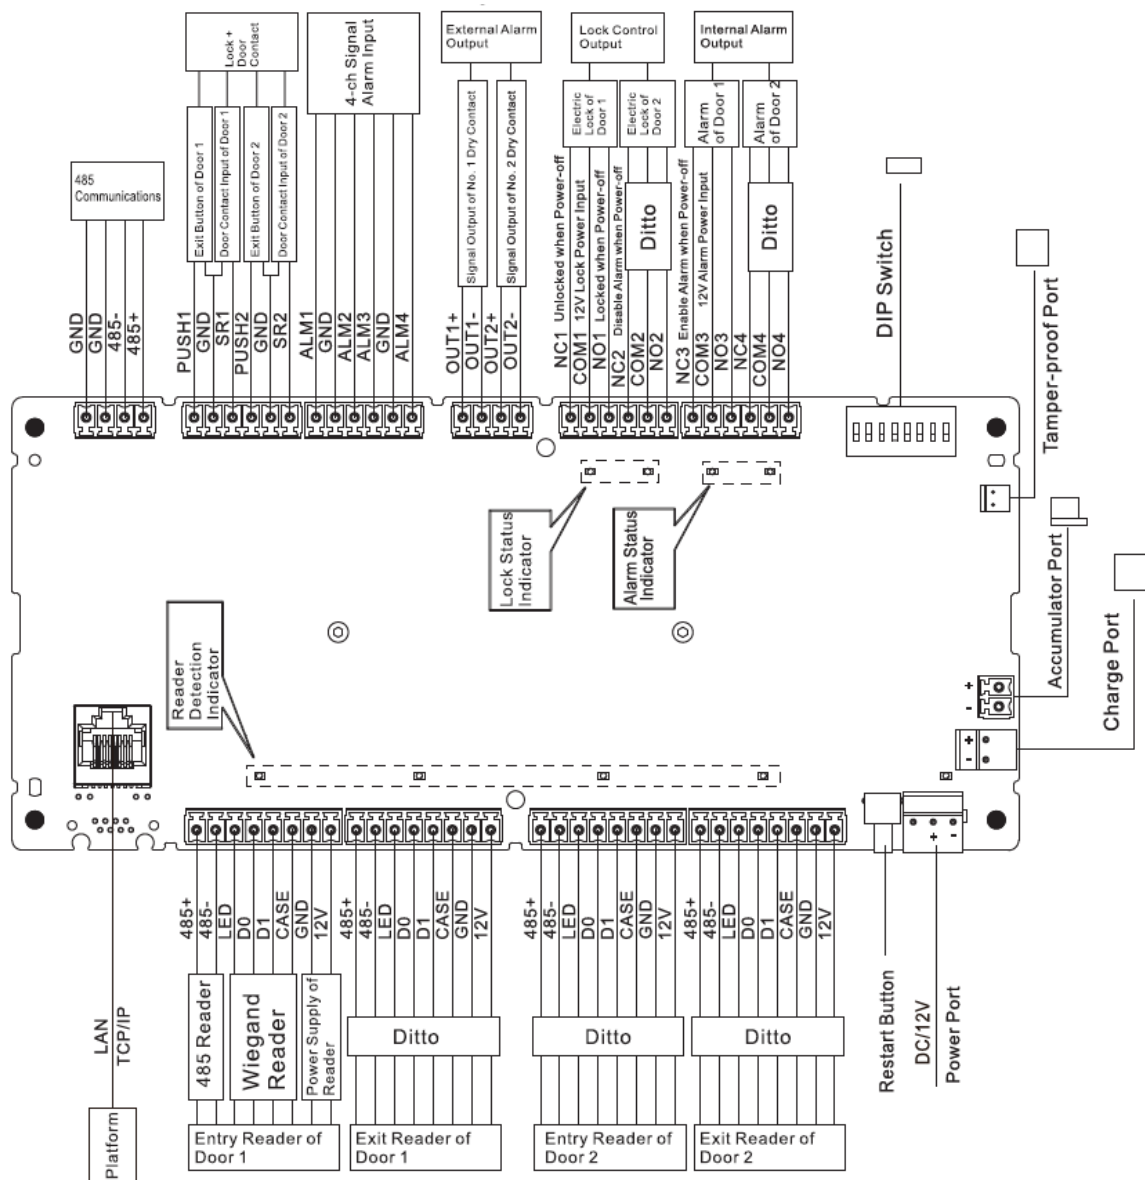 External Alarm
Output
Lock Control
Output
Internal Alarm
Output
Lock +
Door
Contact
4-ch Signal
Alarm Input
485
Communications
Exit Button of Door 1
Door Contact Input of Door 1
Exit Button of Door 2
Door Contact Input of Door 2
Signal Output of No. 1 Dry Contact
Signal Output of No. 2 Dry Contact
Electric
Lock of
Door 1
Electric
Lock of
Door 2
Alarm
of Door 1
Alarm
of Door 2
Ditto
Ditto
GND
GND
485-
485+
PUSH1
GND
SR1
PUSH2
GND
SR2
ALM1
GND
ALM2
ALM3
GND
ALM4
OUT1+
OUT1-
OUT2+
OUT2-
NC1 Unlocked when Power-off
COM1 12V Lock Power Input
NO1 Locked when Power-off
NC2 Disable Alarm when Power-off
COM2
NO2
NC3 Enable Alarm when Power-off
COM3 12V Alarm Power Input
NO3
NC4
COM4
NO4
DIP Switch
Tamper-proof Port
Accumulator Port
Charge Port
Lock Status
Indicator
Alarm Status
Indicator
Reader
Detection
Indicator
+
-
+
-
+ -
485+
485-
LED
D0
D1
CASE
GND
12V
485+
485-
LED
D0
D1
CASE
GND
12V
485+
485-
LED
D0
D1
CASE
GND
12V
485+
485-
LED
D0
D1
CASE
GND
12V
LAN
TCP/IP
485 Reader
Wiegand
Reader
Power Supply of
Reader
Ditto
Ditto
Ditto
Restart Button
DC/12V
Power Port
Platform
Entry Reader of
Door 1
Exit Reader of
Door 1
Entry Reader of
Door 2
Exit Reader of
Door 2